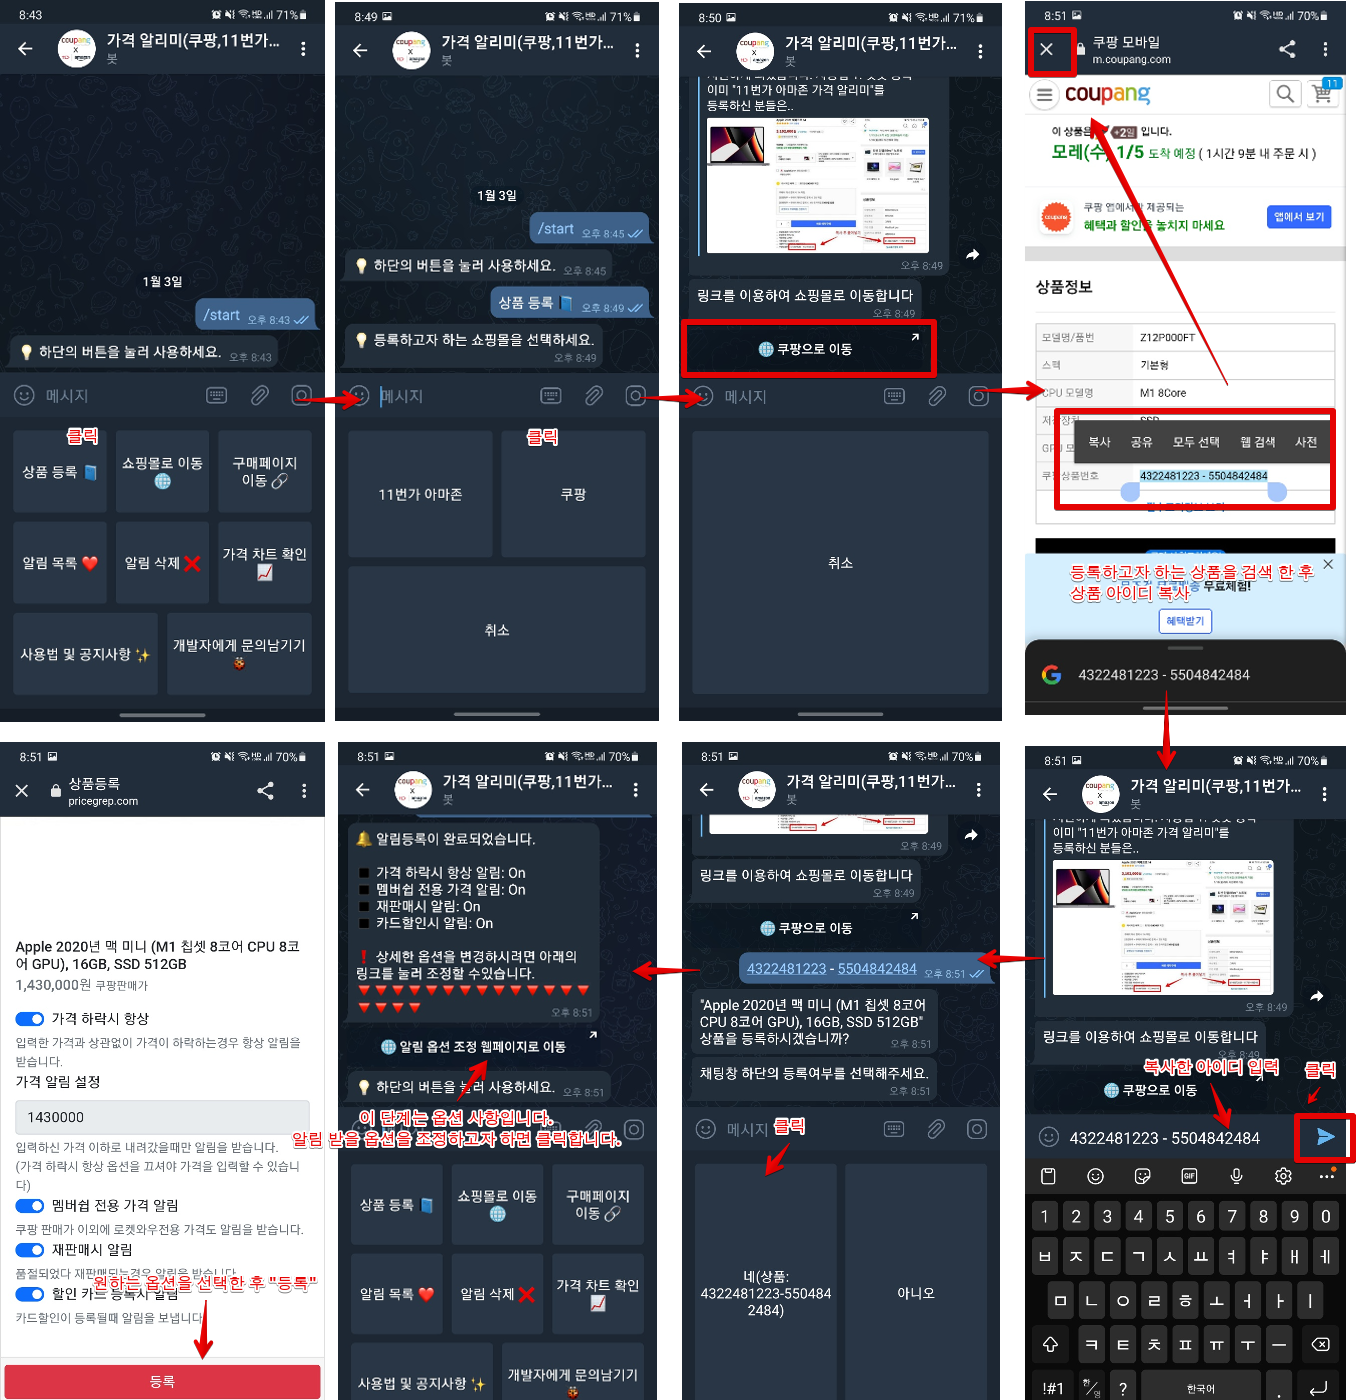 8:43
71%
가격 알리미(쿠팡,11번가...
봇
1월 3일
/start 오후 8:43
💡 하단의 버튼을 눌러 사용하세요. 오후 8:43
메시지
클릭
상품 등록 📘
쇼핑몰로 이동 🌐
구매페이지
이동 🔗
알림 목록 ❤️
알림 삭제 ❌
가격 차트 확인
📈
사용법 및 공지사항 ✨
개발자에게 문의남기기
8:49
71%
가격 알리미(쿠팡,11번가...
봇
1월 3일
/start 오후 8:45
💡 하단의 버튼을 눌러 사용하세요. 오후 8:45
상품 등록 📘 오후 8:49
💡 등록하고자 하는 쇼핑몰을 선택하세요.
오후 8:49
메시지
클릭
11번가 아마존
쿠팡
취소
8:50
71%
가격 알리미(쿠팡,11번가...
봇
이미 "11번가 아마존 가격 알리미"를
등록하신 분들은..
오후 8:49
링크를 이용하여 쇼핑몰로 이동합니다
오후 8:49
🌐 쿠팡으로 이동
메시지
취소
8:51
70%
쿠팡 모바일
m.coupang.com
coupang
11
이 상품은 +2일 입니다.
모레(수) 1/5 도착 예정 ( 1시간 9분 내 주문 시 )
coupang
쿠팡 앱에서만 제공되는
혜택과 할인을 놓치지 마세요
앱에서 보기
상품정보
모델명/품번 Z12P000FT
스펙 기본형
CPU 모델명 M1 8Core
저장장치 SSD
복사 공유 모두 선택 웹 검색 사전
쿠팡상품번호 4322481223 - 5504842484
등록하고자 하는 상품을 검색 한 후
상품 아이디 복사
무료체험!
혜택받기
4322481223 - 5504842484
8:51
70%
상품등록
pricegrep.com
Apple 2020년 맥 미니 (M1 칩셋 8코어 CPU 8코
어 GPU), 16GB, SSD 512GB
1,430,000원 쿠팡판매가
가격 하락시 항상
입력한 가격과 상관없이 가격이 하락하는경우 항상 알림을
받습니다.
가격 알림 설정
1430000
입력하신 가격 이하로 내려갔을때만 알림을 받습니다.
(가격 하락시 항상 옵션을 끄셔야 가격을 입력할 수 있습니
다)
멤버쉽 전용 가격 알림
쿠팡 판매가 이외에 로켓와우전용 가격도 알림을 받습니다.
재판매시 알림
품절되었다 재판매되는경우 알림을 받습니다.
원하는 옵션을 선택한 후 "등록"
할인 카드 등록시 알림
카드할인이 등록될때 알림을 보냅니다
등록
8:51
70%
가격 알리미(쿠팡,11번가...
봇
🔔 알림등록이 완료되었습니다.
◼ 가격 하락시 항상 알림: On
◼ 멤버쉽 전용 가격 알림: On
◼ 재판매시 알림: On
◼ 카드할인시 알림: On
❗ 상세한 옵션을 변경하시려면 아래의
링크를 눌러 조정할 수있습니다.
오후 8:51
🌐 알림 옵션 조정 웹페이지로 이동
💡 하단의 버튼을 눌러 사용하세요. 오후 8:51
이 단계는 옵션 사항입니다.
알림 받을 옵션을 조정하고자 하면 클릭합니다.
상품 등록 📘
쇼핑몰로 이동
🌐
구매페이지
이동 🔗
알림 목록 ❤️
알림 삭제 ❌
가격 차트 확인
📈
사용법 및 공지사항 ✨
개발자에게 문의남기기
8:51
70%
가격 알리미(쿠팡,11번가...
봇
오후 8:49
링크를 이용하여 쇼핑몰로 이동합니다
오후 8:49
🌐 쿠팡으로 이동
4322481223 - 5504842484 오후 8:51
"Apple 2020년 맥 미니 (M1 칩셋 8코어
CPU 8코어 GPU), 16GB, SSD 512GB"
상품을 등록하시겠습니까? 오후 8:51
채팅창 하단의 등록여부를 선택해주세요.
오후 8:51
메시지
클릭
네(상품:
4322481223-550484
2484)
아니오
8:51
70%
가격 알리미(쿠팡,11번가...
봇
이미 "11번가 아마존 가격 알리미"를
등록하신 분들은..
오후 8:49
링크를 이용하여 쇼핑몰로 이동합니다
오후 8:49
복사한 아이디 입력
클릭
🌐 쿠팡으로 이동
4322481223 - 5504842484
GIF
1 2 3 4 5 6 7 8 9 0
ㅂ ㅈ ㄷ ㄱ ㅅ ㅛ ㅕ ㅑ ㅐ ㅔ
ㅁ ㄴ ㅇ ㄹ ㅎ ㅗ ㅓ ㅏ ㅣ
ㅋ ㅌ ㅊ ㅍ ㅠ ㅜ ㅡ
!#1 한/영 ? 한국어 .